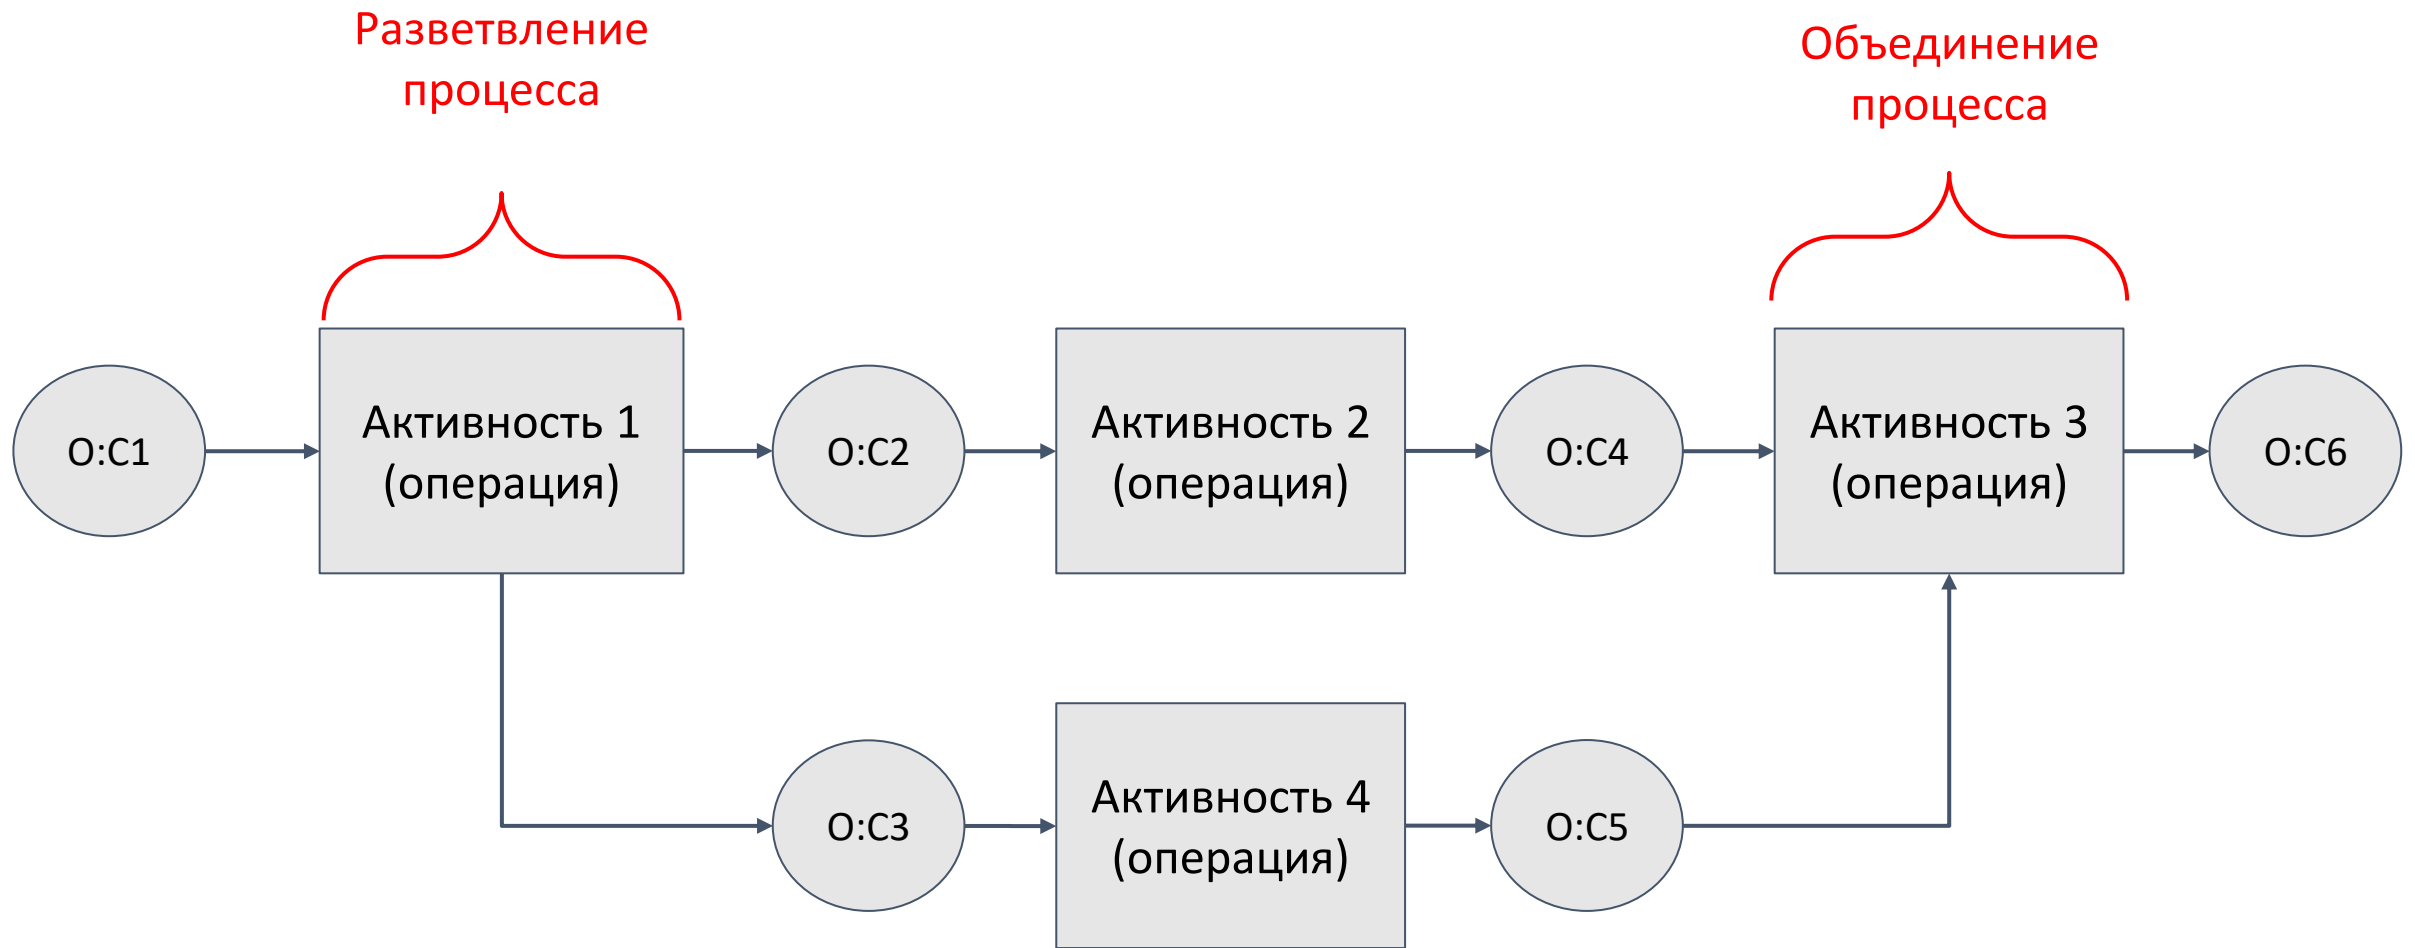 Разветвление
процесса
Объединение
процесса
О:С1
Активность 1
(операция)
О:С2
Активность 2
(операция)
О:С4
Активность 3
(операция)
О:С6
О:С3
Активность 4
(операция)
О:С5